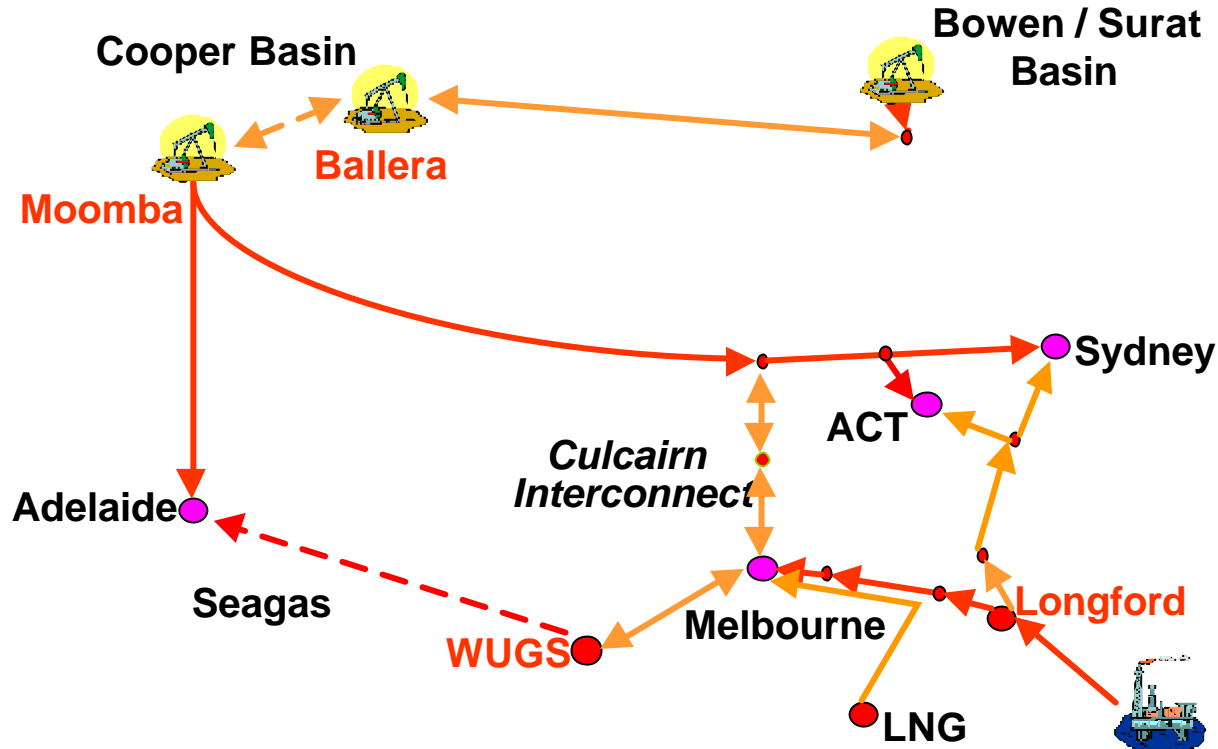 Bowen / Surat
Basin
Cooper Basin
Ballera
Moomba
Sydney
ACT
Culcairn
Interconnect
Adelaide
Seagas
Melbourne
Longford
WUGS
LNG